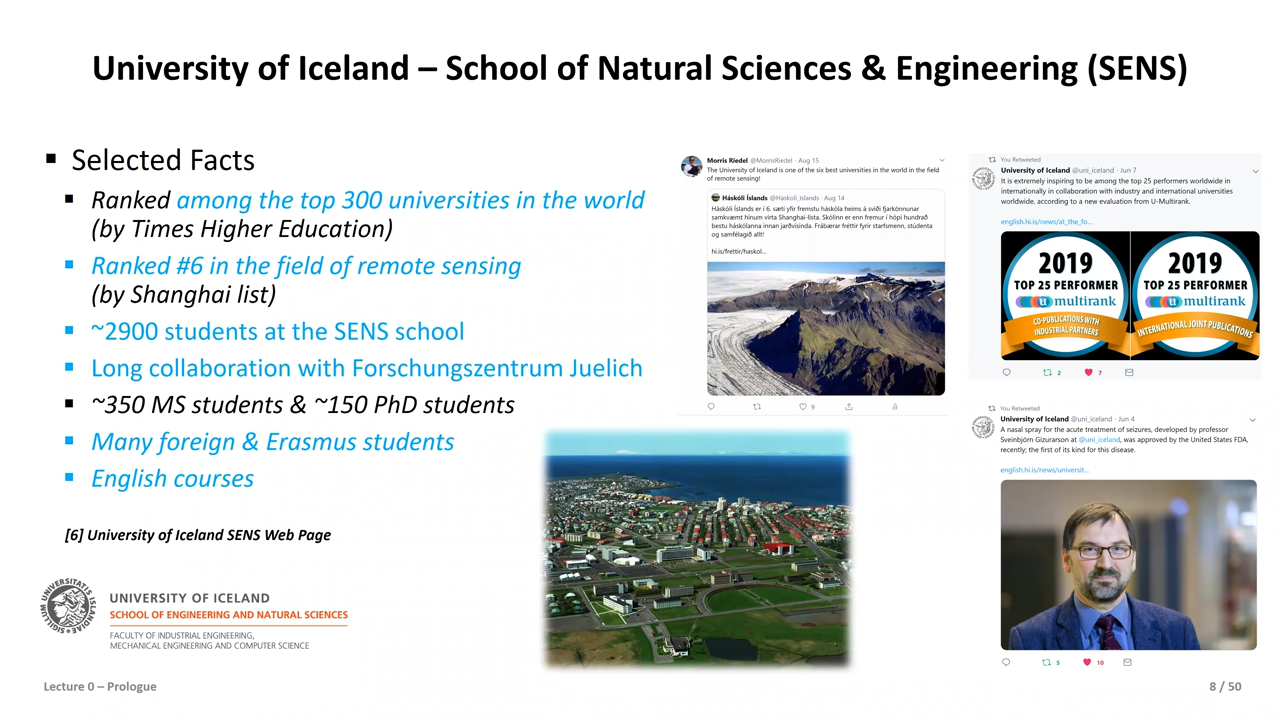 University of Iceland – School of Natural Sciences & Engineering (SENS)
▪ Selected Facts
▪ Ranked among the top 300 universities in the world
(by Times Higher Education)
▪ Ranked #6 in the field of remote sensing
(by Shanghai list)
▪ ~2900 students at the SENS school
▪ Long collaboration with Forschungszentrum Juelich
▪ ~350 MS students & ~150 PhD students
▪ Many foreign & Erasmus students
▪ English courses
[6] University of Iceland SENS Web Page
UNIVERSITATIS ISLANDIAE SIGILLUM
UNIVERSITY OF ICELAND
SCHOOL OF ENGINEERING AND NATURAL SCIENCES
FACULTY OF INDUSTRIAL ENGINEERING,
MECHANICAL ENGINEERING AND COMPUTER SCIENCE
Morris Riedel @MorrisRiedel · Aug 15
The University of Iceland is one of the six best universities in the world in the field
of remote sensing!
Háskóli Íslands @Haskoli_Islands · Aug 14
Háskóli Íslands er í 6. sæti yfir fremstu háskóla heims á sviði fjarkönnunar
samkvæmt hinum virta Shanghai-lista. Skólinn er enn fremur í hópi hundrað
bestu háskólanna innan jarðvísinda. Frábærar fréttir fyrir starfsmenn, stúdenta
og samfélagið allt!
hi.is/frettir/haskol...
9
You Retweeted
University of Iceland @uni_iceland · Jun 7
It is extremely inspiring to be among the top 25 performers worldwide in
internationally in collaboration with industry and international universities
worldwide, according to a new evaluation from U-Multirank.
english.hi.is/news/at_the_fo...
2019
TOP 25 PERFORMER
u multirank
CO-PUBLICATIONS WITH
INDUSTRIAL PARTNERS
2019
TOP 25 PERFORMER
u multirank
INTERNATIONAL JOINT PUBLICATIONS
2 7
You Retweeted
University of Iceland @uni_iceland · Jun 4
A nasal spray for the acute treatment of seizures, developed by professor
Sveinbjörn Gizurarson at @uni_iceland, was approved by the United States FDA,
recently; the first of its kind for this disease.
english.hi.is/news/universit...
5 10
Lecture 0 – Prologue
8 / 50